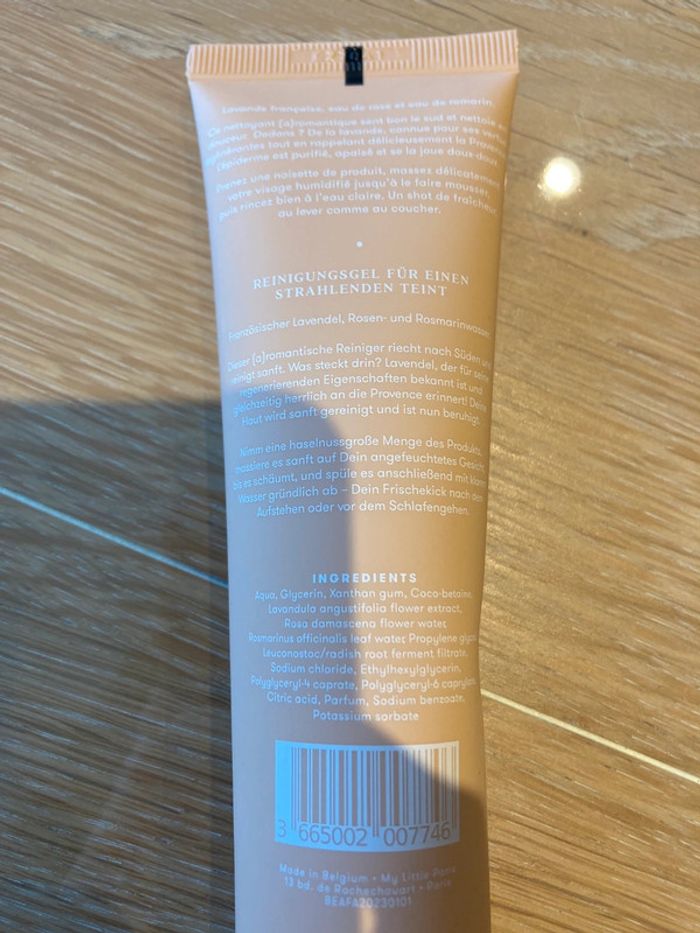 Lavande française, eau de rose et eau de romarin.
Ce nettoyant (a)romantique sent bon le sud et nettoie en
douceur. Dedans ? De la lavande, connue pour ses vertus
régénérantes tout en rappelant délicieusement la Provence
L'épiderme est purifié, apaisé et se la joue doux-doux
Prenez une noisette de produit, massez délicatement
votre visage humidifié jusqu'à le faire mousser,
puis rincez bien à l'eau claire. Un shot de fraîcheur
au lever comme au coucher.
REINIGUNGSGEL FÜR EINEN
STRAHLENDEN TEINT
Französischer Lavendel, Rosen- und Rosmarinwasser
Dieser (a)romantische Reiniger riecht nach Süden und
reinigt sanft. Was steckt drin? Lavendel, der für seine
regenerierenden Eigenschaften bekannt ist und
gleichzeitig herrlich an die Provence erinnert! Deine
Haut wird sanft gereinigt und ist nun beruhigt.
Nimm eine haselnussgroße Menge des Produkts,
massiere es sanft auf Dein angefeuchtetes Gesicht,
bis es schäumt, und spüle es anschließend mit klarem
Wasser gründlich ab – Dein Frischekick nach dem
Aufstehen oder vor dem Schlafengehen.
INGREDIENTS
Aqua, Glycerin, Xanthan gum, Coco-betaine,
Lavandula angustifolia flower extract,
Rosa damascena flower water,
Rosmarinus officinalis leaf water, Propylene glycol,
Leuconostoc/radish root ferment filtrate,
Sodium chloride, Ethylhexylglycerin,
Polyglyceryl-4 caprate, Polyglyceryl-6 caprylate,
Citric acid, Parfum, Sodium benzoate,
Potassium sorbate
3 665002 007746
Made in Belgium • My Little Paris
13 bd. de Rochechouart • Paris
BEAFA20230101